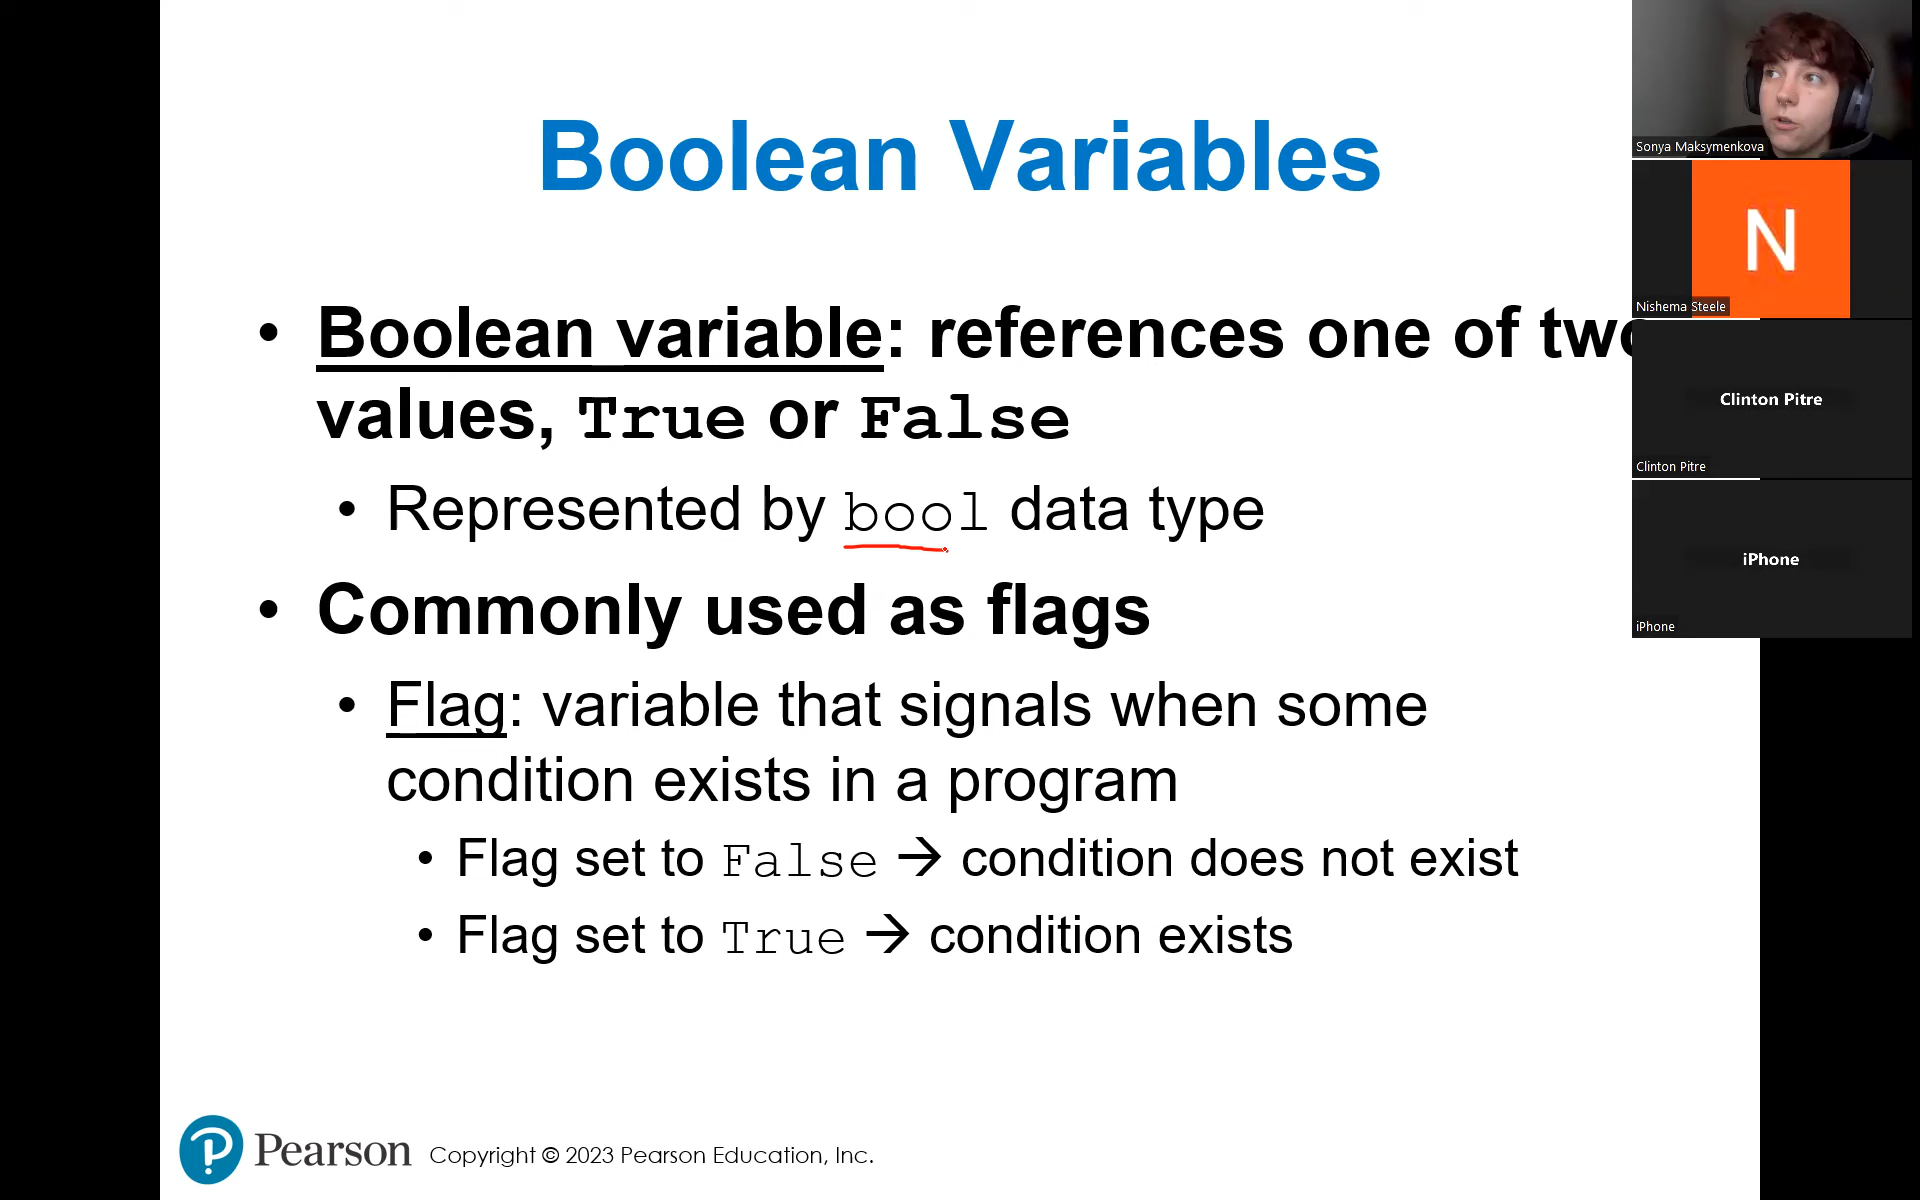 Boolean Variables
• Boolean variable: references one of two
values, True or False
• Represented by bool data type
• Commonly used as flags
• Flag: variable that signals when some
condition exists in a program
• Flag set to False → condition does not exist
• Flag set to True → condition exists
Pearson
Copyright © 2023 Pearson Education, Inc.
Sonya Maksymenkova
N
Nishema Steele
Clinton Pitre
Clinton Pitre
iPhone
iPhone